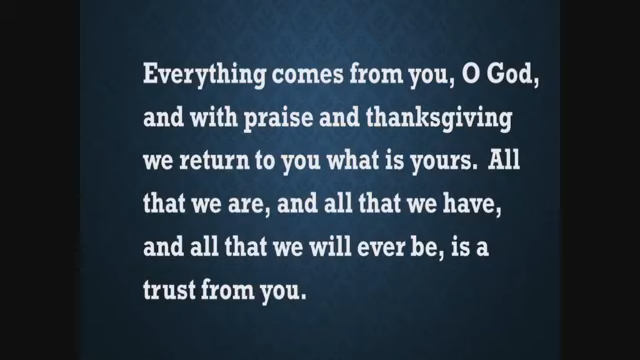 Everything comes from you, O God,
and with praise and thanksgiving
we return to you what is yours.  All
that we are, and all that we have,
and all that we will ever be, is a
trust from you.